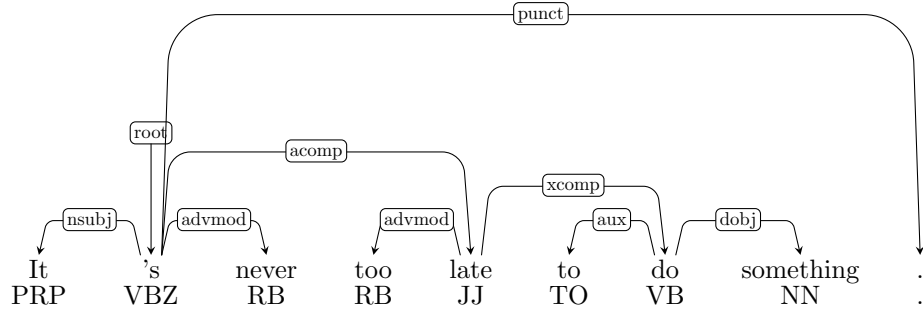 punct
root
acomp
xcomp
nsubj advmod advmod aux dobj
It 's never too late to do something .
PRP VBZ RB RB JJ TO VB NN .